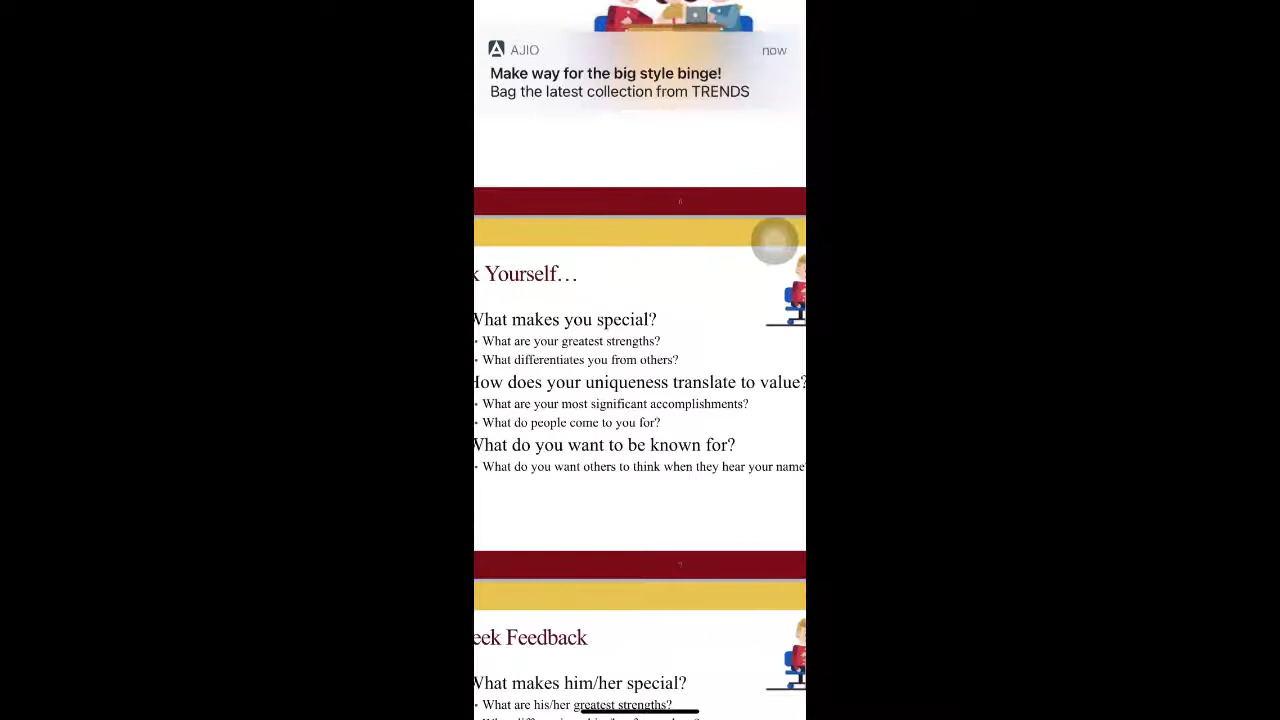 AJIO
now
Make way for the big style binge!
Bag the latest collection from TRENDS
6
k Yourself…
What makes you special?
• What are your greatest strengths?
• What differentiates you from others?
How does your uniqueness translate to value?
• What are your most significant accomplishments?
• What do people come to you for?
What do you want to be known for?
• What do you want others to think when they hear your name?
7
eek Feedback
What makes him/her special?
• What are his/her greatest strengths?